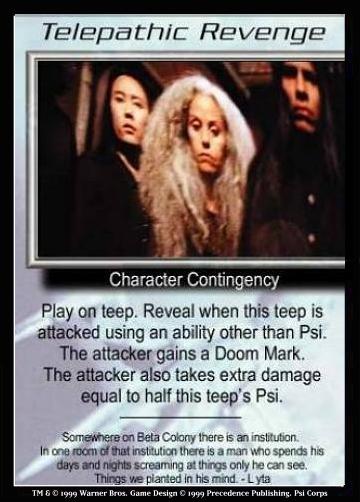 Telepathic Revenge
Character Contingency
Play on teep. Reveal when this teep is
attacked using an ability other than Psi.
The attacker gains a Doom Mark.
The attacker also takes extra damage
equal to half this teep's Psi.
Somewhere on Beta Colony there is an institution.
In one room of that institution there is a man who spends his
days and nights screaming at things only he can see.
Things we planted in his mind. - Lyta
TM & © 1999 Warner Bros. Game Design © 1999 Precedence Publishing. Psi Corps